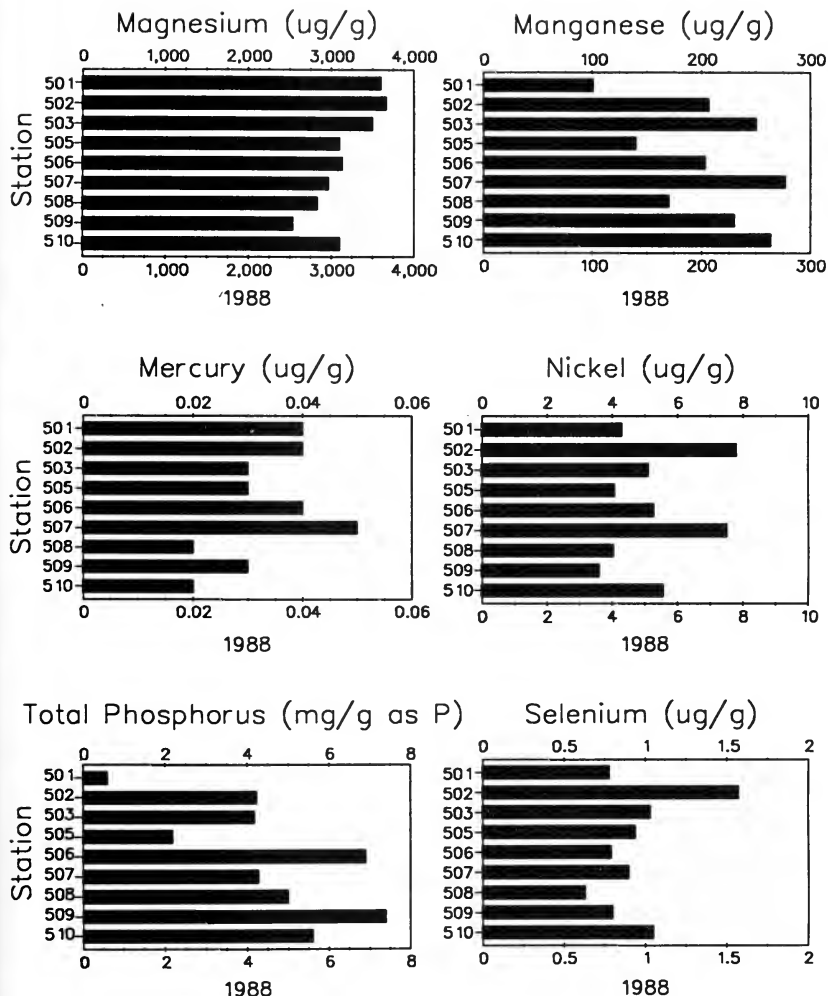 Magnesium (ug/g)
0 1,000 2,000 3,000 4,000
Station
501
502
503
505
506
507
508
509
510
0 1,000 2,000 3,000 4,000
1988
Manganese (ug/g)
0 100 200 300
501
502
503
505
506
507
508
509
510
0 100 200 300
1988
Mercury (ug/g)
0 0.02 0.04 0.06
Station
501
502
503
505
506
507
508
509
510
0 0.02 0.04 0.06
1988
Nickel (ug/g)
0 2 4 6 8 10
501
502
503
505
506
507
508
509
510
0 2 4 6 8 10
1988
Total Phosphorus (mg/g as P)
0 2 4 6 8
Station
501
502
503
505
506
507
508
509
510
0 2 4 6 8
1988
Selenium (ug/g)
0 0.5 1 1.5 2
501
502
503
505
506
507
508
509
510
0 0.5 1 1.5 2
1988